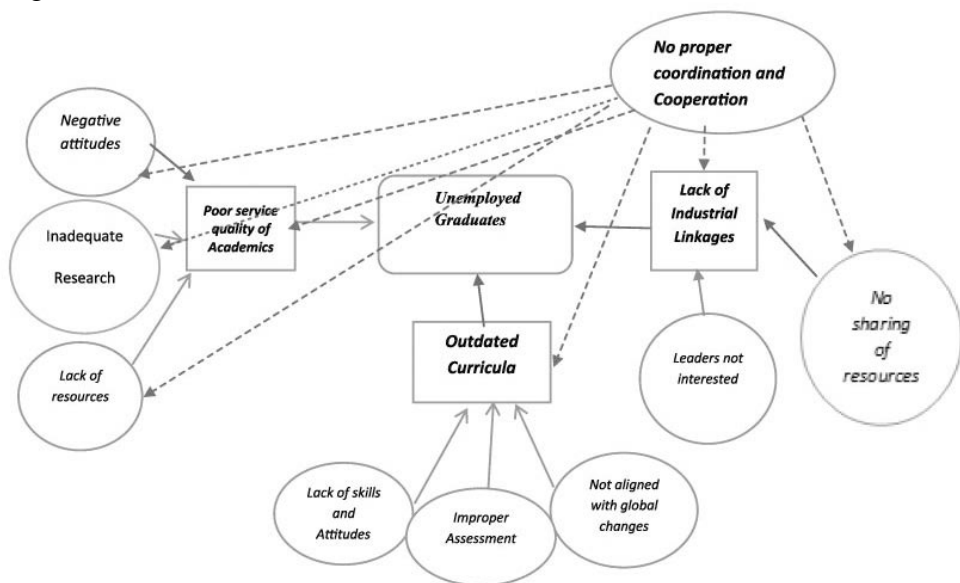 No proper
coordination and
Cooperation
Negative
attitudes
Poor service
quality of
Academics
Unemployed
Graduates
Lack of
Industrial
Linkages
Inadequate
Research
No
sharing
of
resources
Outdated
Curricula
Leaders not
interested
Lack of
resources
Lack of skills
and
Attitudes
Improper
Assessment
Not aligned
with global
changes